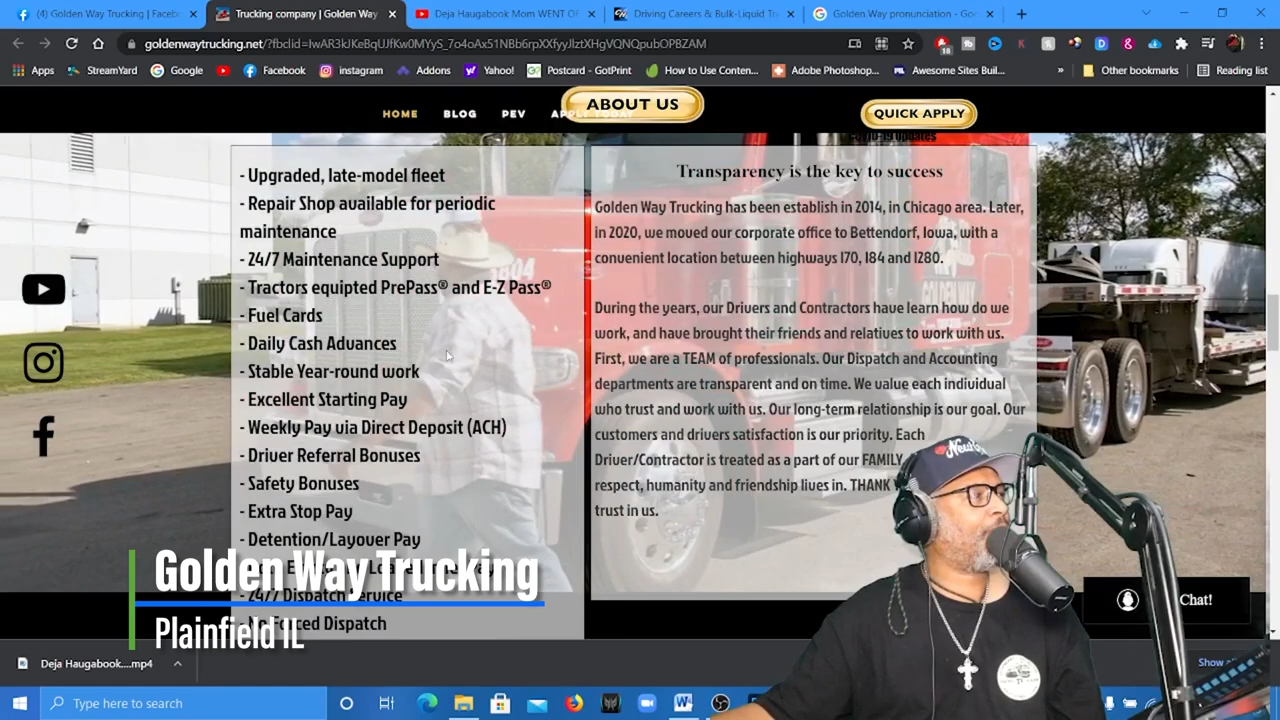 (4) Golden Way Trucking | Faceb
Trucking company | Golden Way
Deja Haugabook Mom WENT OF
Driving Careers & Bulk-Liquid Tr
Golden.Way pronunciation - Goo
goldenwaytrucking.net/?fbclid=IwAR3kJKeBqUJfKw0MYyS_7o4oAx51NBb6rpXXfyyJlztXHgVQNQpubOPBZAM
18
Apps
StreamYard
Google
Facebook
instagram
Addons
Yahoo!
Postcard - GotPrint
How to Use Conten...
Adobe Photoshop...
Awesome Sites Buil...
»
Other bookmarks
Reading list
HOME
BLOG
PEV
ABOUT US
QUICK APPLY
- Upgraded, late-model fleet
- Repair Shop available for periodic
maintenance
- 24/7 Maintenance Support
- Tractors equipted PrePass® and E-Z Pass®
- Fuel Cards
- Daily Cash Advances
- Stable Year-round work
- Excellent Starting Pay
- Weekly Pay via Direct Deposit (ACH)
- Driver Referral Bonuses
- Safety Bonuses
- Extra Stop Pay
- Detention/Layover Pay
- 24/7 Dispatch Service
- No Forced Dispatch
Transparency is the key to success
Golden Way Trucking has been establish in 2014, in Chicago area. Later,
in 2020, we moved our corporate office to Bettendorf, Iowa, with a
convenient location between highways I70, I84 and I280.
During the years, our Drivers and Contractors have learn how do we
work, and have brought their friends and relatives to work with us.
First, we are a TEAM of professionals. Our Dispatch and Accounting
departments are transparent and on time. We value each individual
who trust and work with us. Our long-term relationship is our goal. Our
customers and drivers satisfaction is our priority. Each
Driver/Contractor is treated as a part of our FAMILY
respect, humanity and friendship lives in. THANK
trust in us.
Golden Way Trucking
Plainfield IL
Chat!
Deja Haugabook....mp4
Type here to search